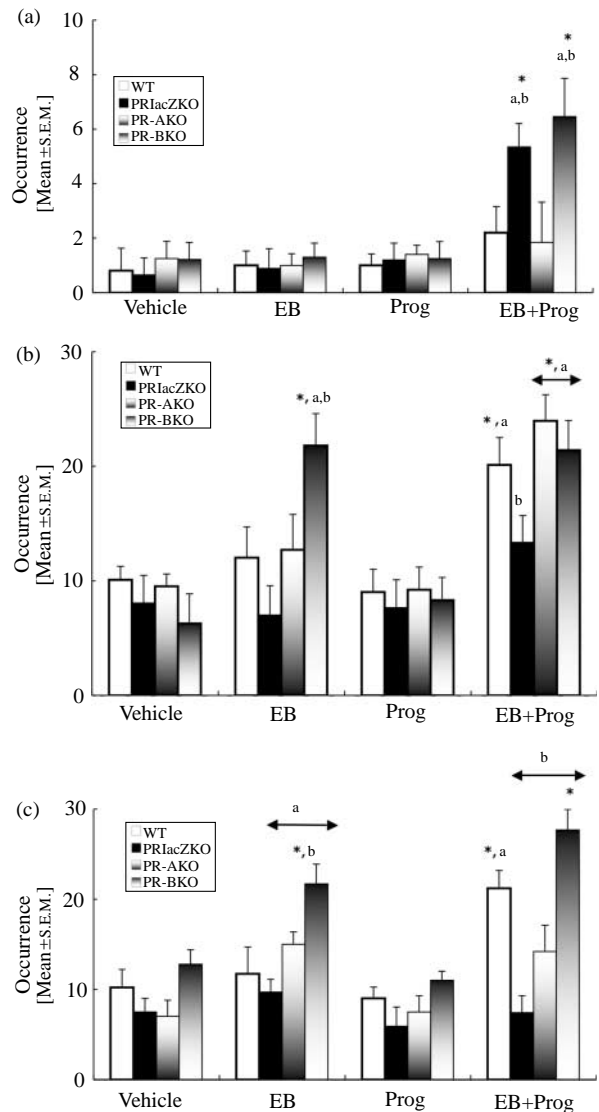 (a)
10
8
6
4
2
0
Occurrence
[Mean±S.E.M.]
WT
PRIacZKO
PR-AKO
PR-BKO
*
a,b
*
a,b
Vehicle
EB
Prog
EB+Prog
(b)
30
20
10
0
Occurrence
[Mean±S.E.M.]
WT
PRIacZKO
PR-AKO
PR-BKO
*, a,b
*, a
b
*, a
Vehicle
EB
Prog
EB+Prog
(c)
30
20
10
0
Occurrence
[Mean±S.E.M.]
WT
PRIacZKO
PR-AKO
PR-BKO
a
*, b
*, a
b
*
Vehicle
EB
Prog
EB+Prog